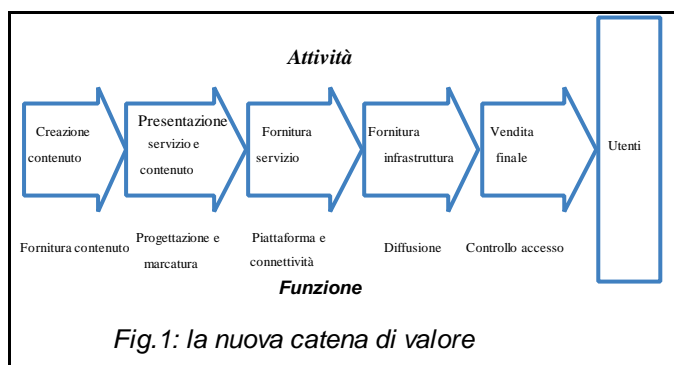 Attività
Creazione
contenuto
Presentazione
servizio e
contenuto
Fornitura
servizio
Fornitura
infrastruttura
Vendita
finale
Utenti
Fornitura contenuto
Progettazione e
marcatura
Piattaforma e
connettività
Diffusione
Controllo accesso
Funzione
Fig.1: la nuova catena di valore